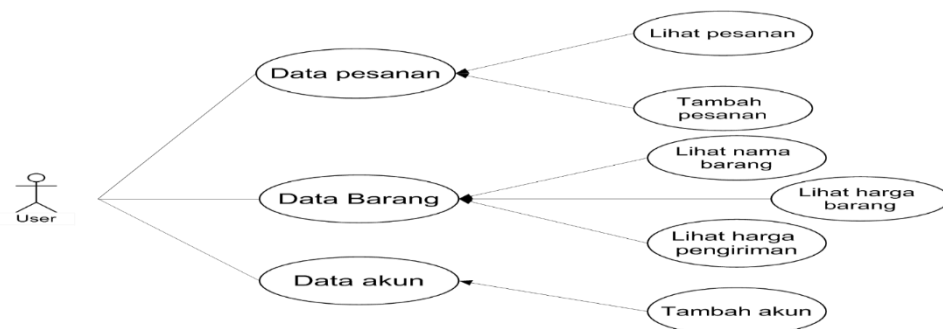 Lihat pesanan
Data pesanan
Tambah
pesanan
Lihat nama
barang
User
Data Barang
Lihat harga
barang
Lihat harga
pengiriman
Data akun
Tambah akun